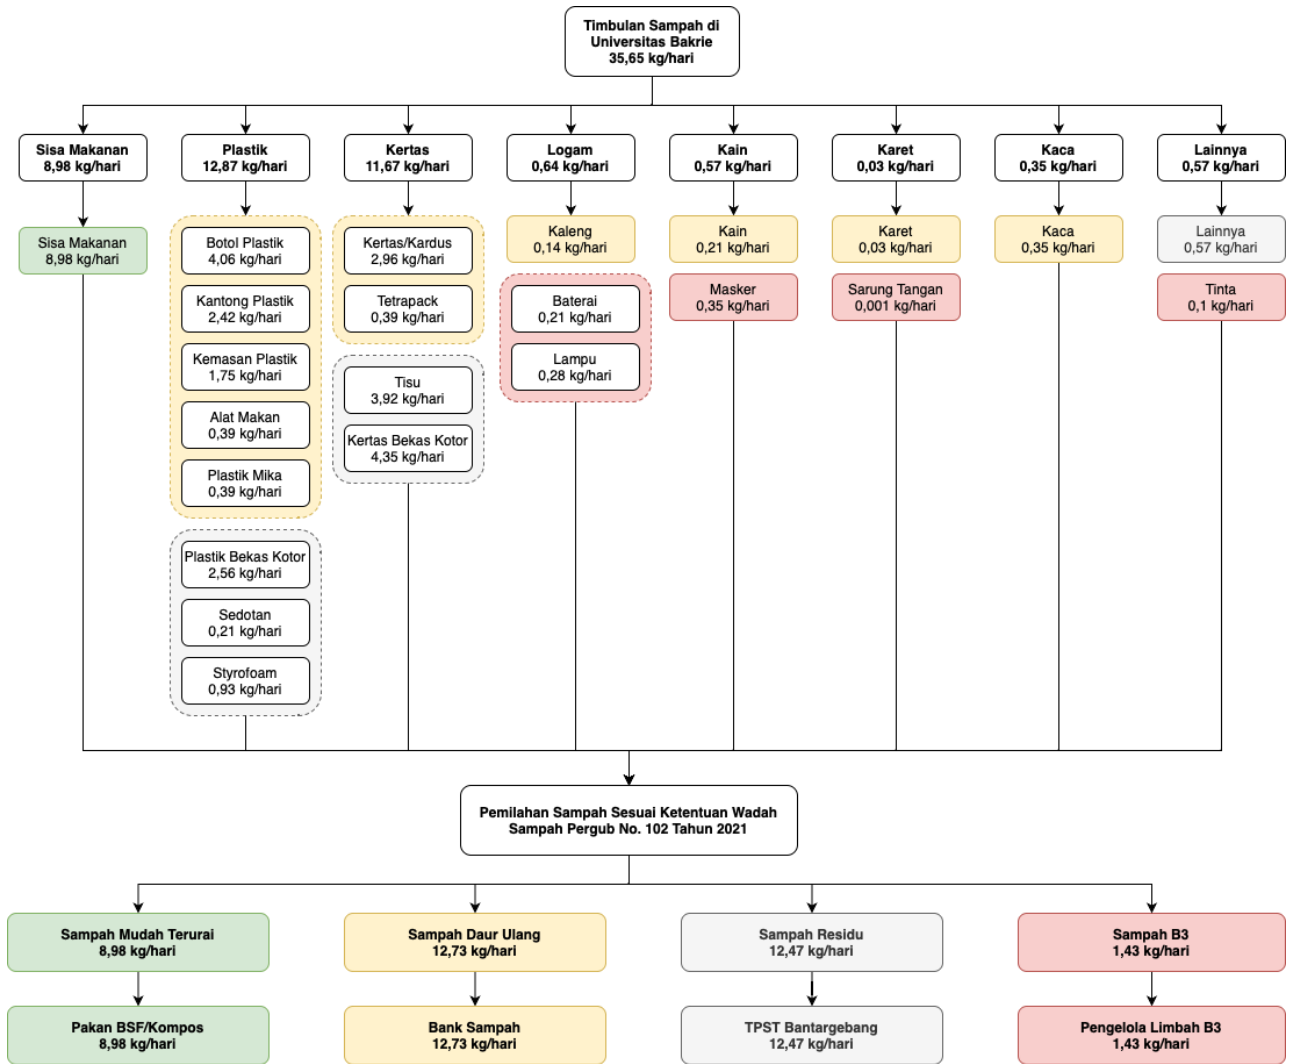 Timbulan Sampah di
Universitas Bakrie
35,65 kg/hari
Sisa Makanan
8,98 kg/hari
Plastik
12,87 kg/hari
Kertas
11,67 kg/hari
Logam
0,64 kg/hari
Kain
0,57 kg/hari
Karet
0,03 kg/hari
Kaca
0,35 kg/hari
Lainnya
0,57 kg/hari
Sisa Makanan
8,98 kg/hari
Botol Plastik
4,06 kg/hari
Kantong Plastik
2,42 kg/hari
Kemasan Plastik
1,75 kg/hari
Alat Makan
0,39 kg/hari
Plastik Mika
0,39 kg/hari
Plastik Bekas Kotor
2,56 kg/hari
Sedotan
0,21 kg/hari
Styrofoam
0,93 kg/hari
Kertas/Kardus
2,96 kg/hari
Tetrapack
0,39 kg/hari
Tisu
3,92 kg/hari
Kertas Bekas Kotor
4,35 kg/hari
Kaleng
0,14 kg/hari
Baterai
0,21 kg/hari
Lampu
0,28 kg/hari
Kain
0,21 kg/hari
Masker
0,35 kg/hari
Karet
0,03 kg/hari
Sarung Tangan
0,001 kg/hari
Kaca
0,35 kg/hari
Lainnya
0,57 kg/hari
Tinta
0,1 kg/hari
Pemilahan Sampah Sesuai Ketentuan Wadah
Sampah Pergub No. 102 Tahun 2021
Sampah Mudah Terurai
8,98 kg/hari
Sampah Daur Ulang
12,73 kg/hari
Sampah Residu
12,47 kg/hari
Sampah B3
1,43 kg/hari
Pakan BSF/Kompos
8,98 kg/hari
Bank Sampah
12,73 kg/hari
TPST Bantargebang
12,47 kg/hari
Pengelola Limbah B3
1,43 kg/hari